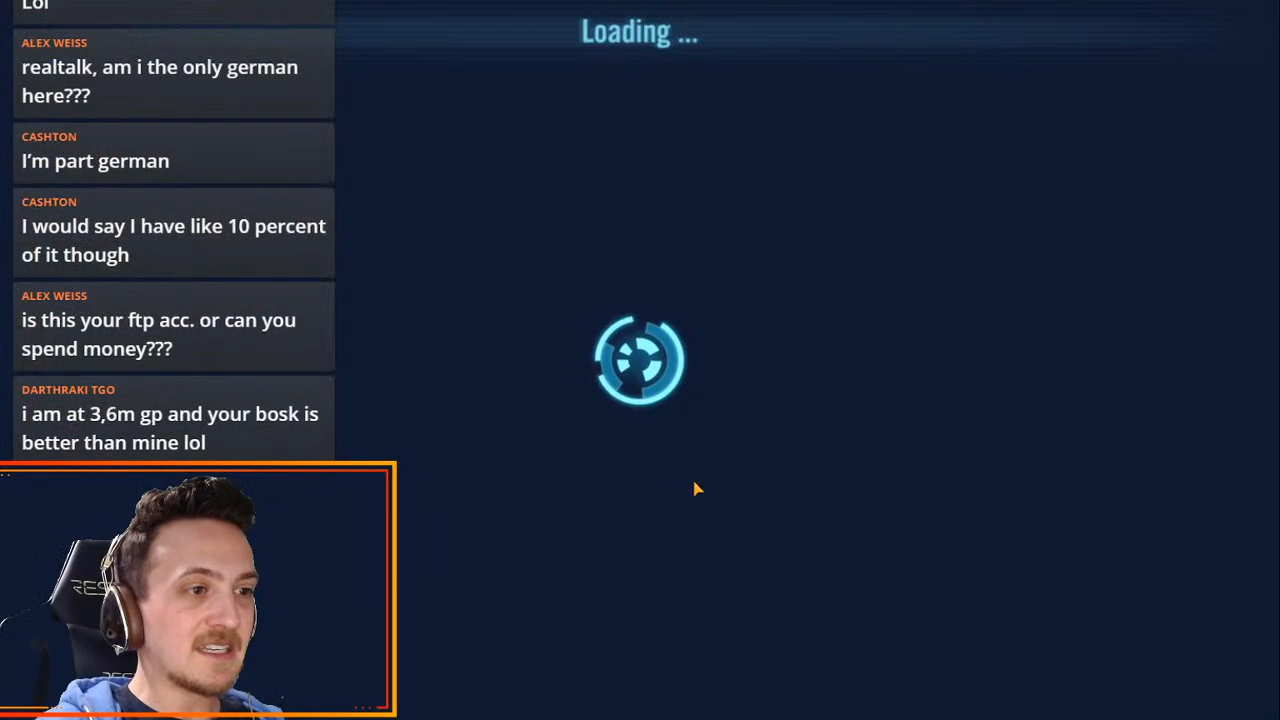 Lol
Loading ...
ALEX WEISS
realtalk, am i the only german
here???
CASHTON
I'm part german
CASHTON
I would say I have like 10 percent
of it though
ALEX WEISS
is this your ftp acc. or can you
spend money???
DARTHRAKI TGO
i am at 3,6m gp and your bosk is
better than mine lol
RES
RES